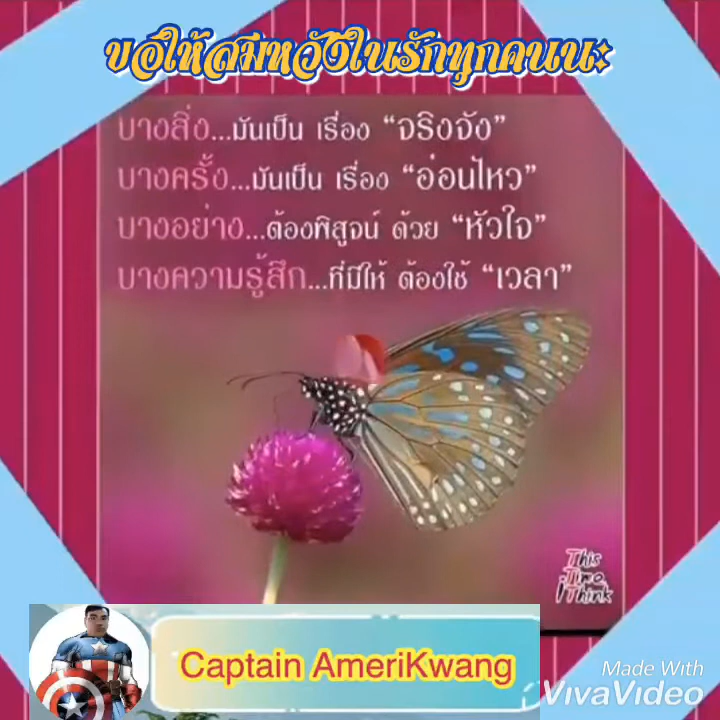 ขอให้สมหวังในรักทุกคนนะ
บางสิ่ง...มันเป็น เรื่อง “จริงจัง”
บางครั้ง...มันเป็น เรื่อง “อ่อนไหว”
บางอย่าง...ต้องพิสูจน์ ด้วย “หัวใจ”
บางความรู้สึก...ที่มีให้ ต้องใช้ “เวลา”
This
Time
i Think
Captain AmeriKwang
Made With
VivaVideo